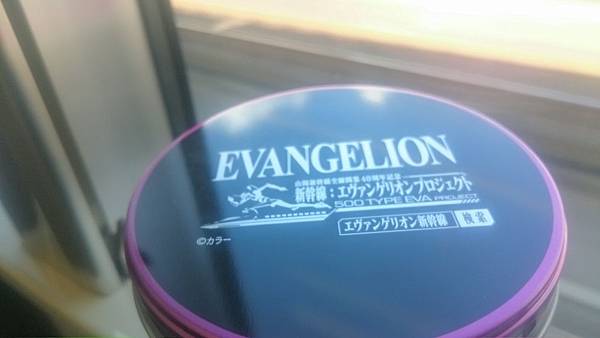 EVANGELION
山陽新幹線全線開業40周年記念
新幹線:エヴァンゲリオンプロジェクト
500 TYPE EVA PROJECT
エヴァンゲリオン新幹線 検索
©カラー